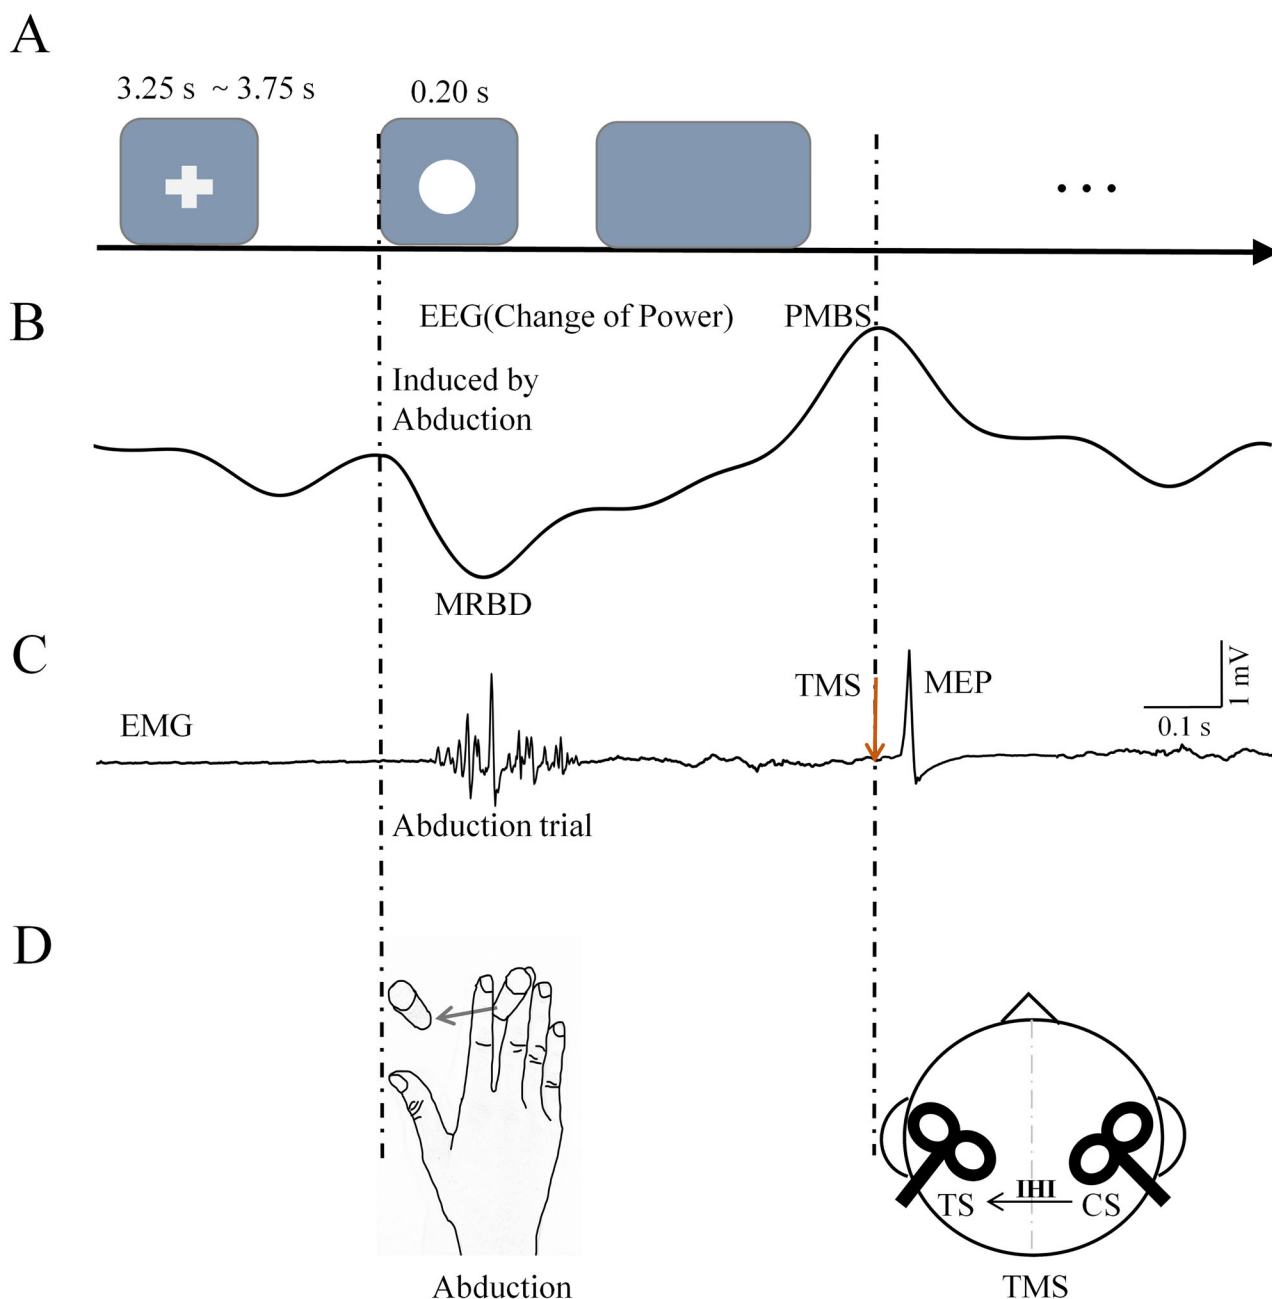 A
3.25 s ~ 3.75 s
0.20 s
...
B
EEG(Change of Power)
PMBS
Induced by
Abduction
MRBD
C
EMG
TMS
MEP
1 mV
0.1 s
Abduction trial
D
IHI
TS
CS
Abduction
TMS